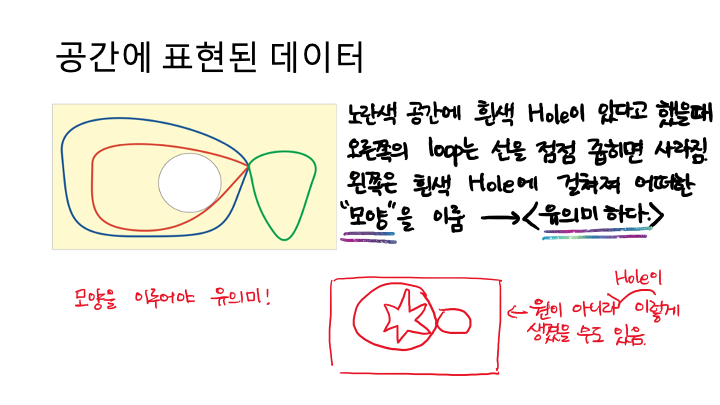 공간에 표현된 데이터
노란색 공간에 흰색 Hole이 있다고 했을때
오른쪽의 loop는 선을 점점 좁히면 사라짐.
왼쪽은 흰색 Hole에 걸쳐져 어떠한
"모양"을 이룸 → <유의미 하다.>
모양을 이루어야 유의미!
Hole이
← 원이 아니라 이렇게
생겼을 수도 있음.